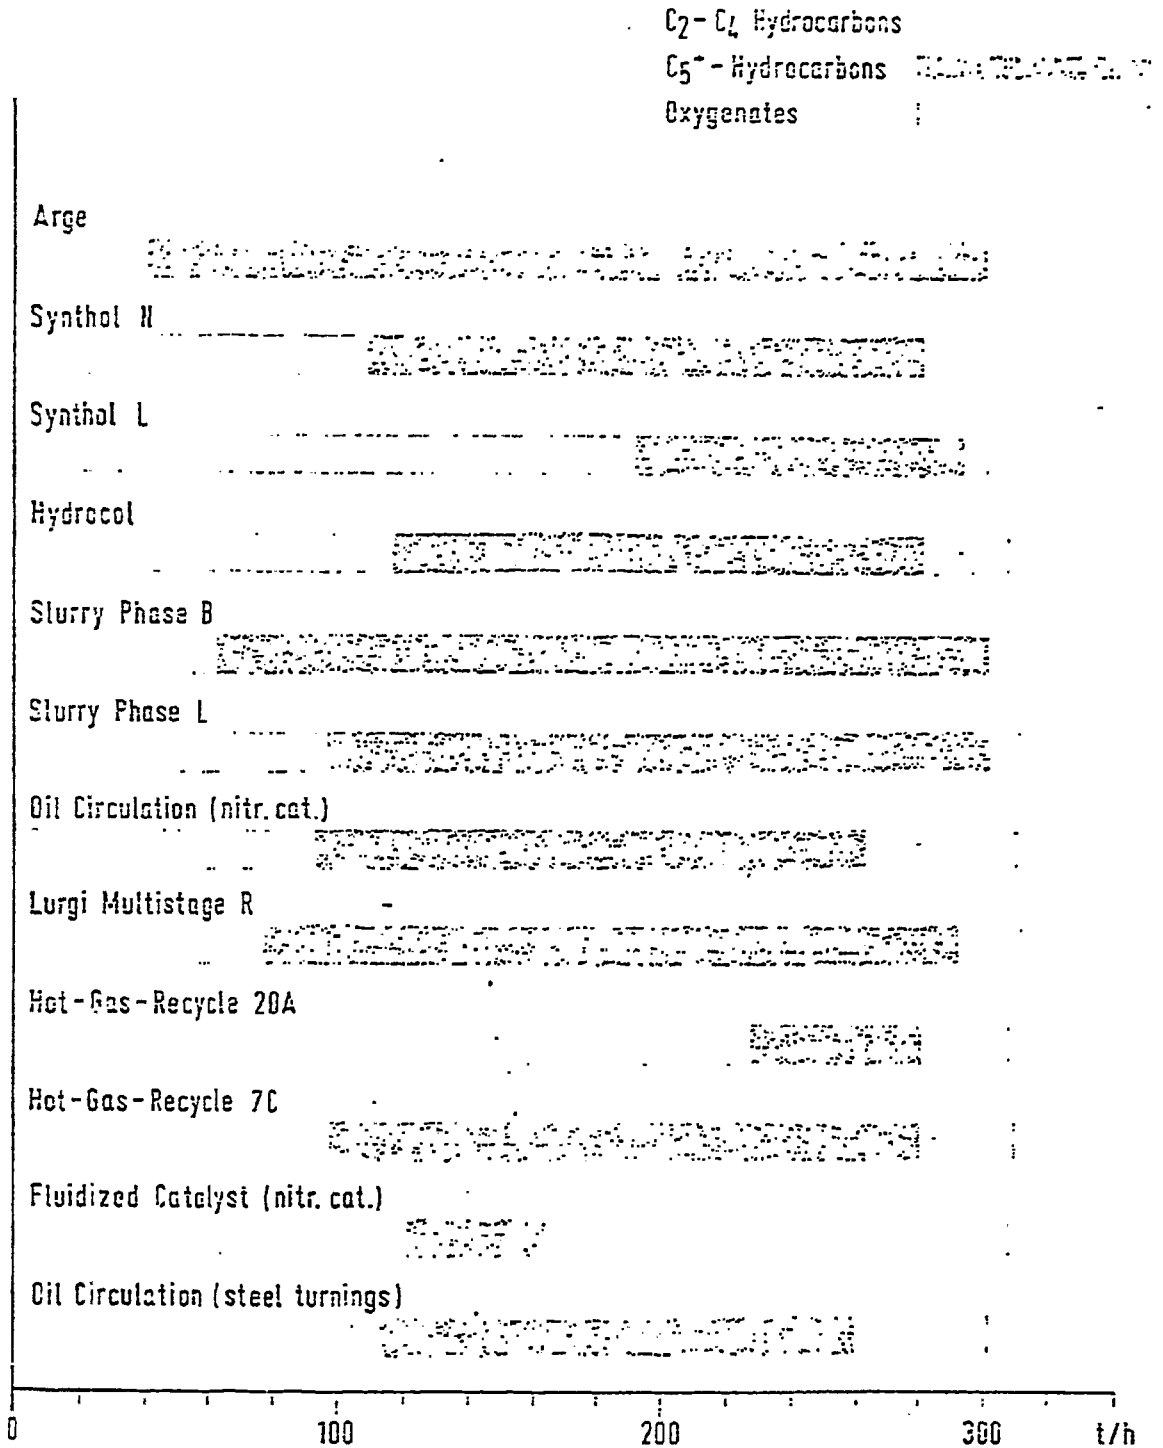 C2-C4 Hydrocarbons
C5+-Hydrocarbons
Oxygenates
Arge
Synthol N
Synthol L
Hydrocol
Slurry Phase B
Slurry Phase L
Oil Circulation (nitr. cat.)
Lurgi Multistage R
Hot-Gas-Recycle 20A
Hot-Gas-Recycle 7C
Fluidized Catalyst (nitr. cat.)
Oil Circulation (steel turnings)
0 100 200 300 t/h